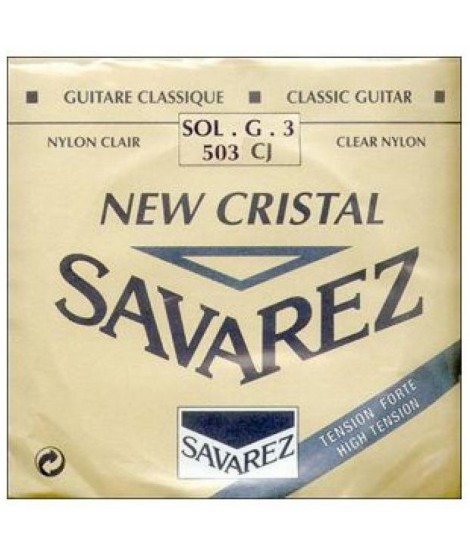 GUITARE CLASSIQUE CLASSIC GUITAR
NYLON CLAIR SOL . G . 3 CLEAR NYLON
503 CJ
NEW CRISTAL
SAVAREZ
TENSION FORTE
HIGH TENSION
SAVAREZ